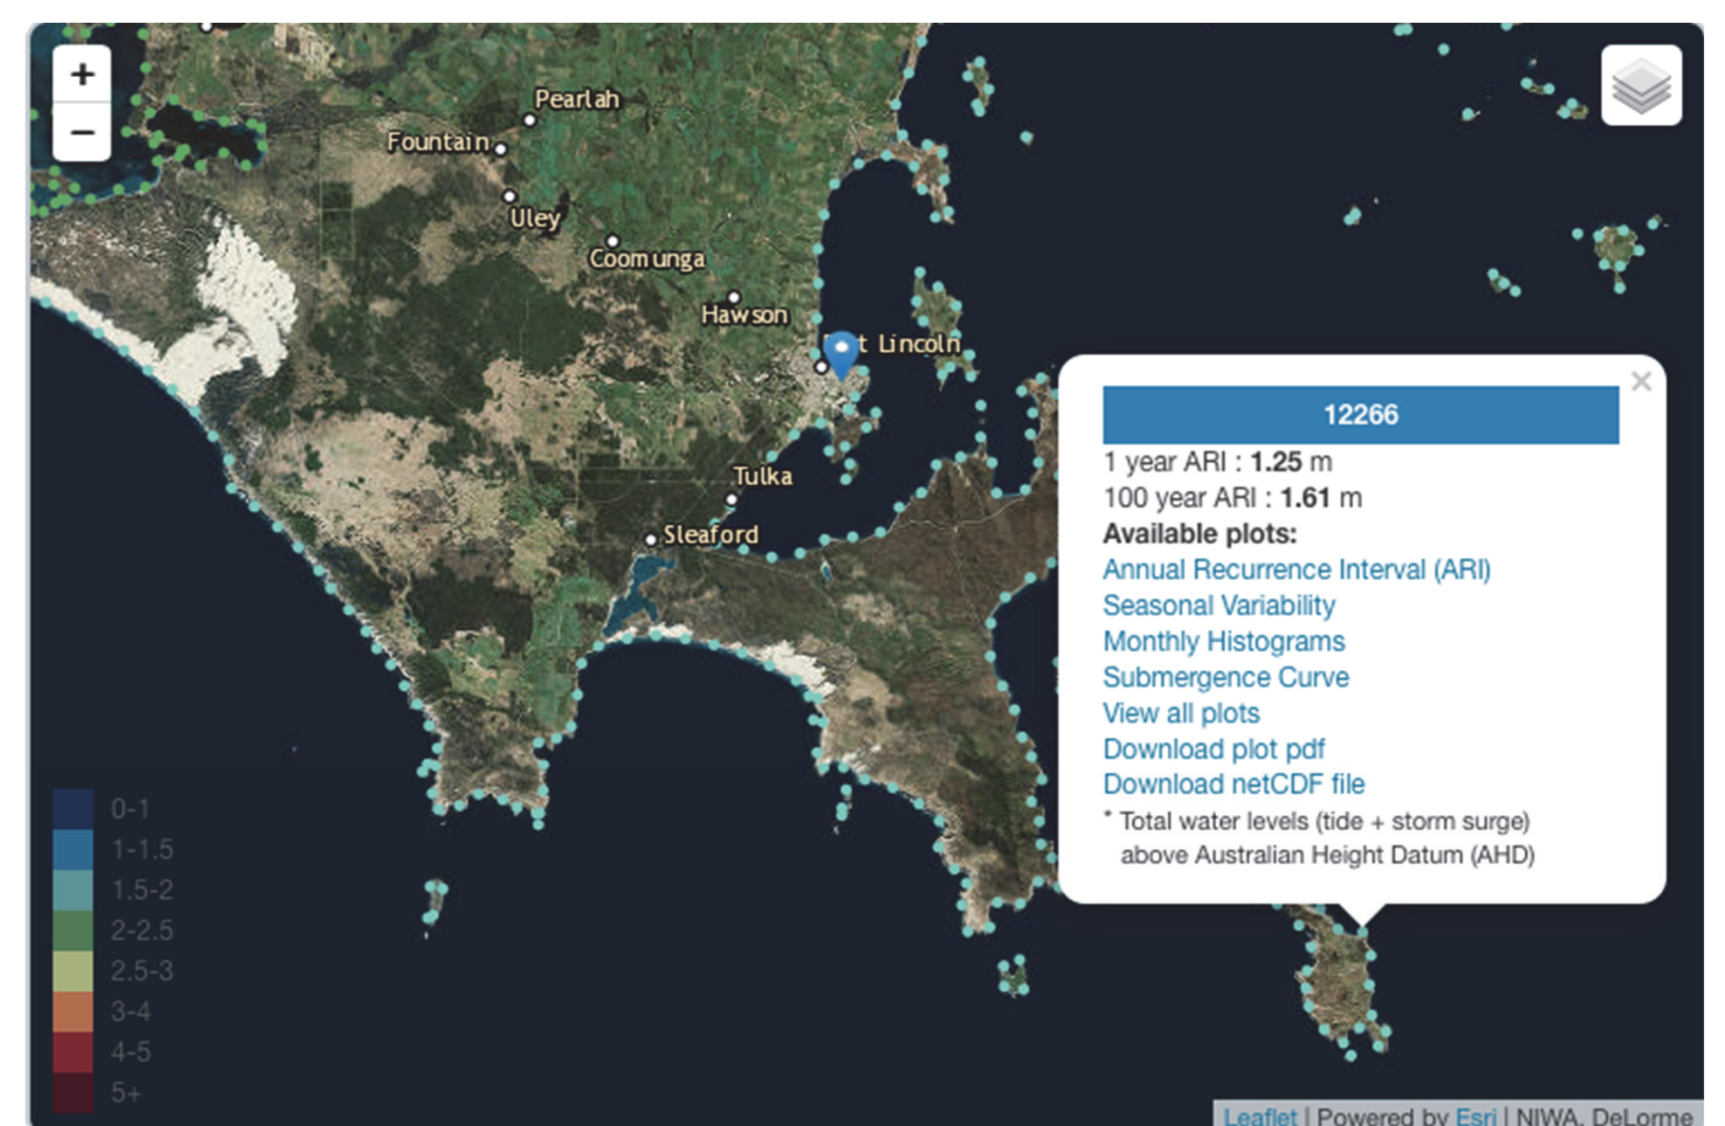 +
−
Pearlah
Fountain
Uley
Coomunga
Hawson
t Lincoln
Tulka
Sleaford
×
12266
1 year ARI : 1.25 m
100 year ARI : 1.61 m
Available plots:
Annual Recurrence Interval (ARI)
Seasonal Variability
Monthly Histograms
Submergence Curve
View all plots
Download plot pdf
Download netCDF file
* Total water levels (tide + storm surge)
above Australian Height Datum (AHD)
0-1
1-1.5
1.5-2
2-2.5
2.5-3
3-4
4-5
5+
Leaflet | Powered by Esri | NIWA, DeLorme